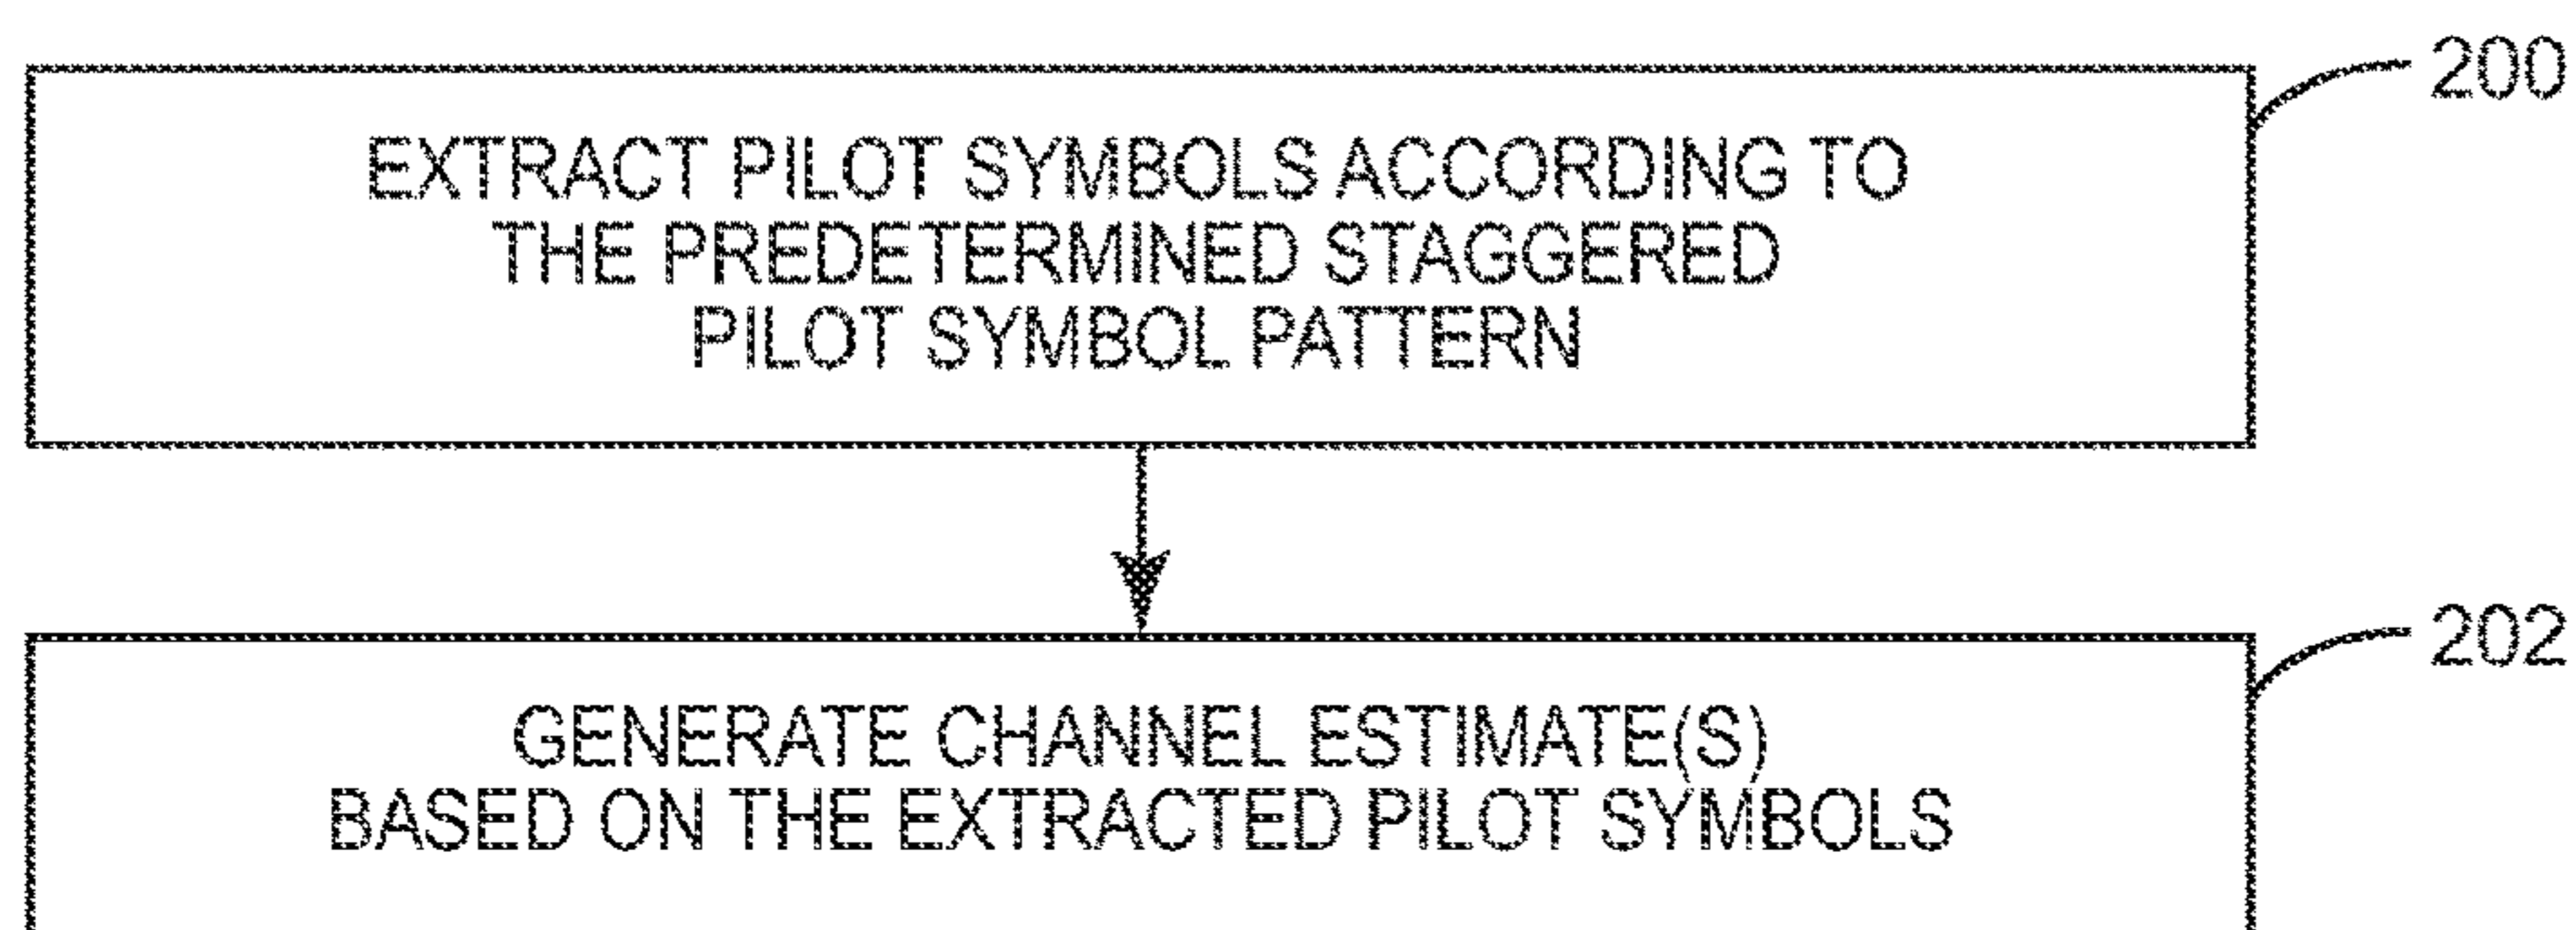 200
EXTRACT PILOT SYMBOLS ACCORDING TO
THE PREDETERMINED STAGGERED
PILOT SYMBOL PATTERN
202
GENERATE CHANNEL ESTIMATE(S)
BASED ON THE EXTRACTED PILOT SYMBOLS